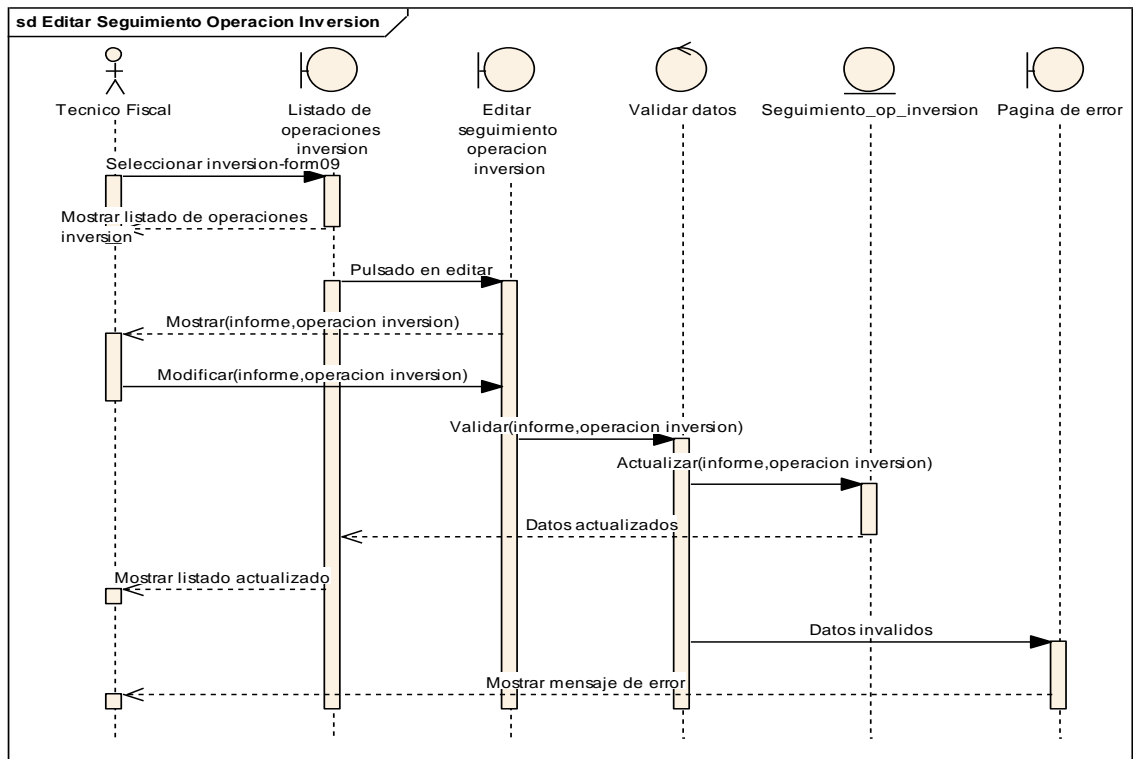 sd Editar Seguimiento Operacion Inversion
Tecnico Fiscal
Listado de
operaciones
inversion
Editar
seguimiento
operacion
inversion
Validar datos
Seguimiento_op_inversion
Pagina de error
Seleccionar inversion-form09
Mostrar listado de operaciones
inversion
Pulsado en editar
Mostrar(informe,operacion inversion)
Modificar(informe,operacion inversion)
Validar(informe,operacion inversion)
Actualizar(informe,operacion inversion)
Datos actualizados
Mostrar listado actualizado
Datos invalidos
Mostrar mensaje de error